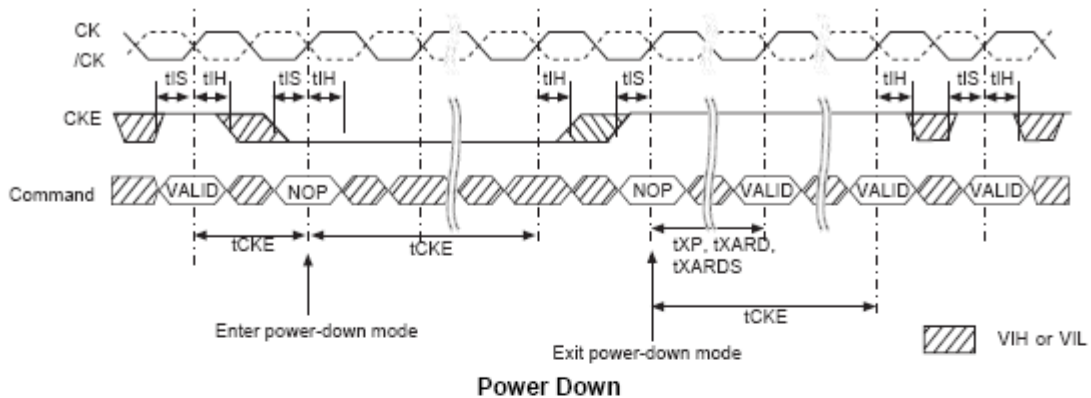 CK
/CK
tIS tIH tIS tIH tIH tIS tIH tIS tIH
CKE
Command VALID NOP NOP VALID VALID VALID
tCKE tCKE tXP, tXARD,
tXARDS
tCKE
Enter power-down mode
Exit power-down mode
VIH or VIL
Power Down